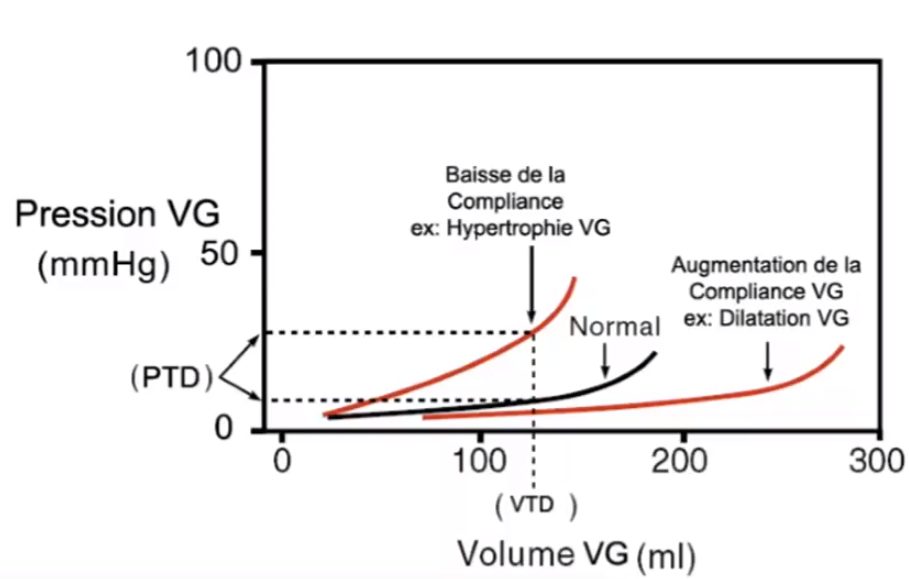 100
Baisse de la
Compliance
ex: Hypertrophie VG
Pression VG
(mmHg)
50
Augmentation de la
Compliance VG
ex: Dilatation VG
Normal
(PTD)
0
0 100 200 300
( VTD )
Volume VG (ml)